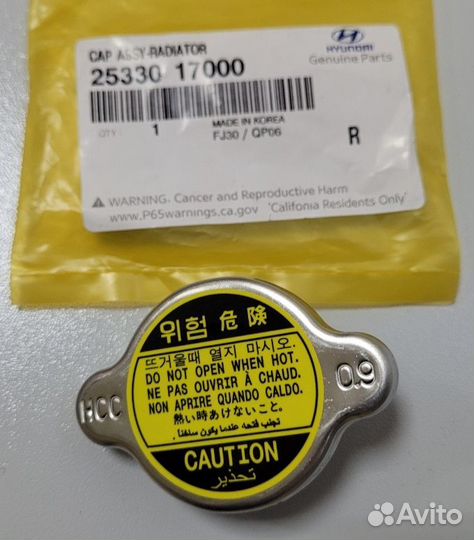 CAP ASSY-RADIATOR
25330 17000
HYUNDAI
Genuine Parts
QTY : 1
MADE IN KOREA
FJ30 / QP06
R
⚠ WARNING. Cancer and Reproductive Harm
www.P65warnings.ca.gov "Califonia Residents Only"
위험 危險
뜨거울때 열지 마시오.
DO NOT OPEN WHEN HOT.
NE PAS OUVRIR À CHAUD.
NON APRIRE QUANDO CALDO.
熱い時あけないこと。
HCC
0.9
CAUTION
تحذير
Avito